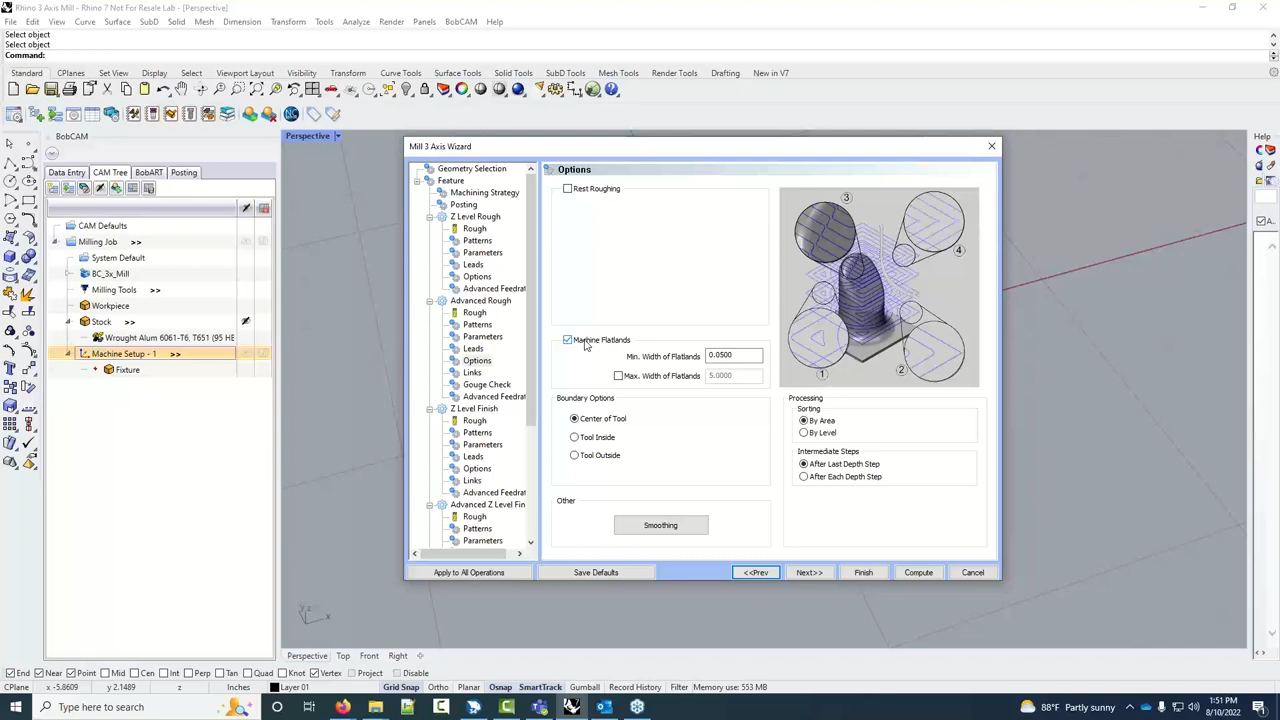 Rhino 3 Axis Mill - Rhino 7 Not For Resale Lab - [Perspective]
File Edit View Curve Surface SubD Solid Mesh Dimension Transform Tools Analyze Render Panels BobCAM Help
Select object
Select object
Command:
Standard CPlanes Set View Display Select Viewport Layout Visibility Transform Curve Tools Surface Tools Solid Tools SubD Tools Mesh Tools Render Tools Drafting New in V7
BobCAM
Data Entry CAM Tree BobART Posting
CAM Defaults
Milling Job >>
System Default
BC_3x_Mill
Milling Tools >>
Workpiece
Stock >>
Wrought Alum 6061-T6, T651 (95 HE
Machine Setup - 1 >>
Fixture
Perspective
Mill 3 Axis Wizard
Geometry Selection
Feature
Machining Strategy
Posting
Z Level Rough
Rough
Patterns
Parameters
Leads
Options
Advanced Feedrat
Advanced Rough
Rough
Patterns
Parameters
Leads
Options
Links
Gouge Check
Advanced Feedrat
Z Level Finish
Rough
Patterns
Parameters
Leads
Options
Links
Advanced Feedrat
Advanced Z Level Fin
Rough
Patterns
Parameters
Options
Rest Roughing
Machine Flatlands
Min. Width of Flatlands 0.0500
Max. Width of Flatlands 5.0000
Boundary Options
Center of Tool
Tool Inside
Tool Outside
Other
Smoothing
3
4
1
2
Processing
Sorting
By Area
By Level
Intermediate Steps
After Last Depth Step
After Each Depth Step
Apply to All Operations Save Defaults <<Prev Next>> Finish Compute Cancel
z y x
Perspective Top Front Right
End Near Point Mid Cen Int Perp Tan Quad Knot Vertex Project Disable
CPlane x -5.8609 y 2.1489 z Inches Layer 01 Grid Snap Ortho Planar Osnap SmartTrack Gumball Record History Filter Memory use: 553 MB
Type here to search
88°F Partly sunny
1:51 PM
8/10/2022